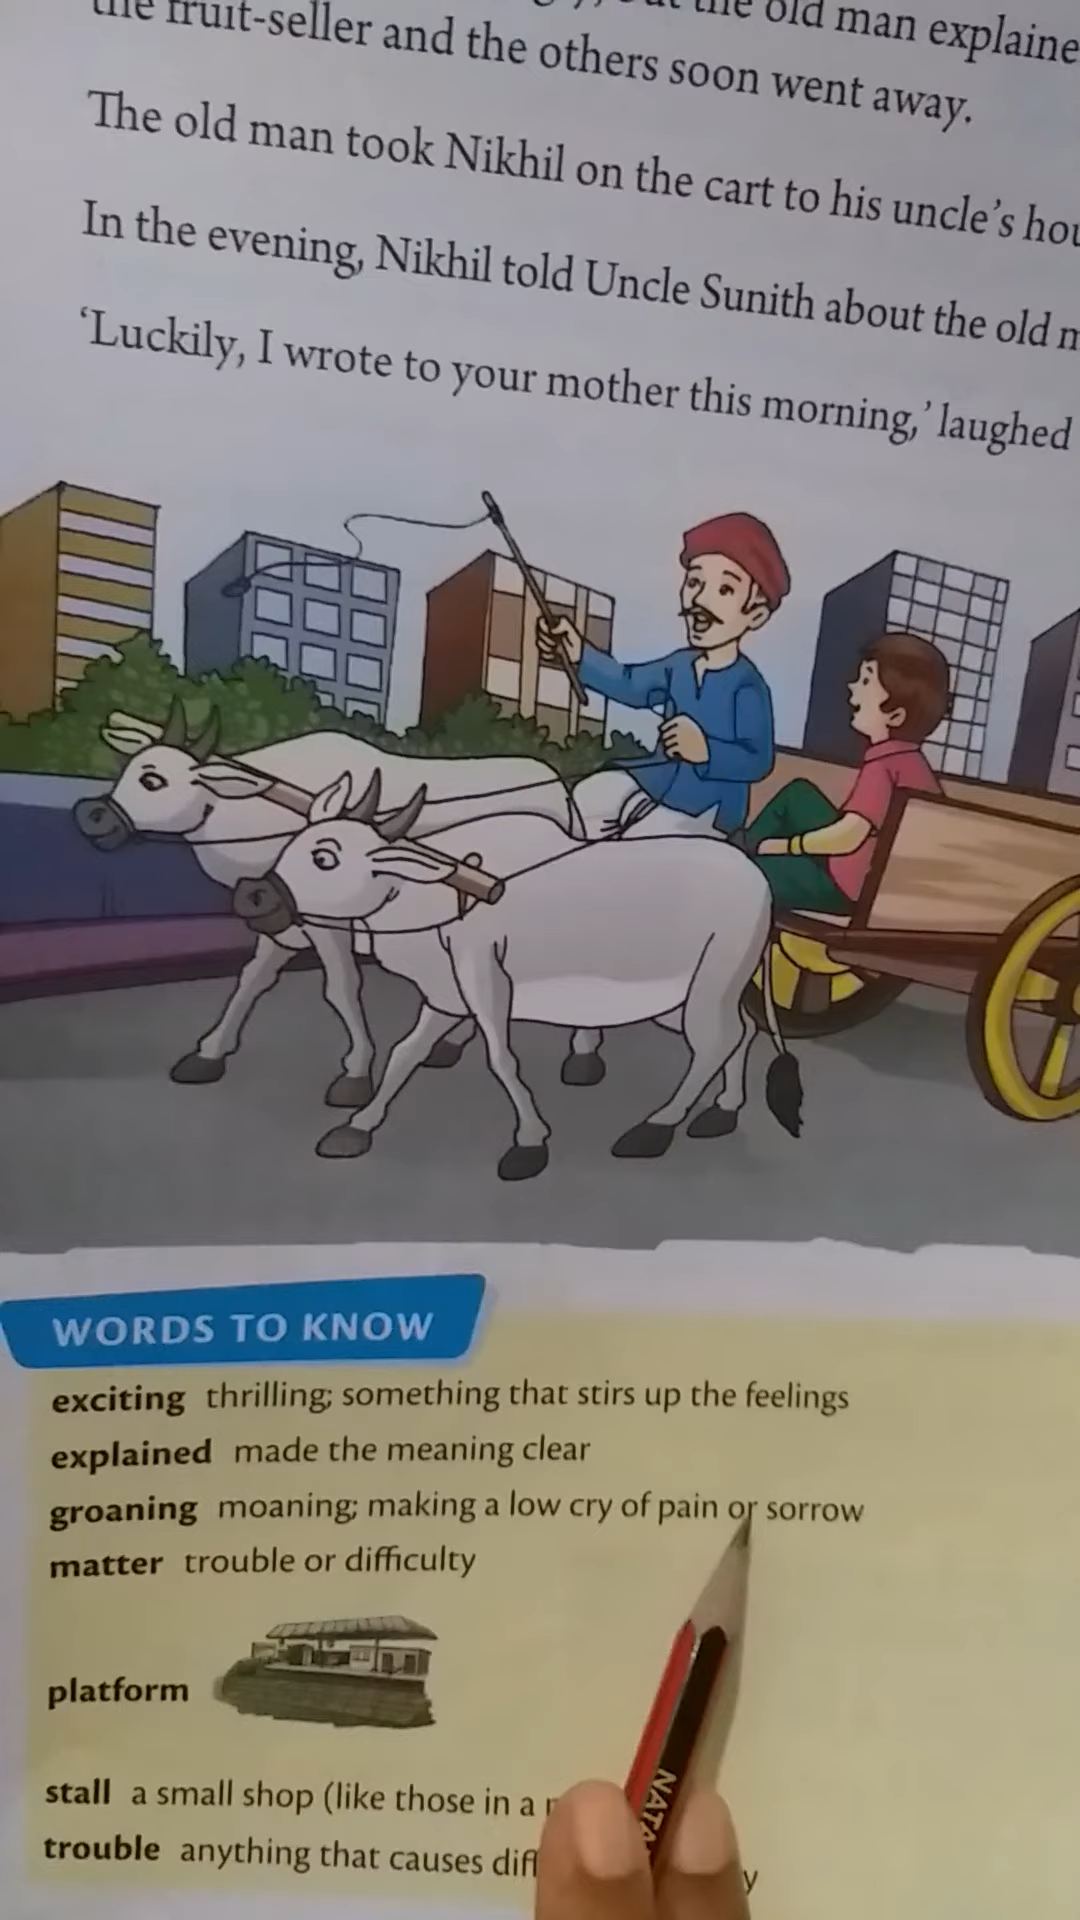 the fruit-seller and the old man explaine
and the others soon went away.
The old man took Nikhil on the cart to his uncle's hou
In the evening, Nikhil told Uncle Sunith about the old m
'Luckily, I wrote to your mother this morning,' laughed
WORDS TO KNOW
exciting thrilling; something that stirs up the feelings
explained made the meaning clear
groaning moaning; making a low cry of pain or sorrow
matter trouble or difficulty
platform
stall a small shop (like those in a
trouble anything that causes diff
NATA